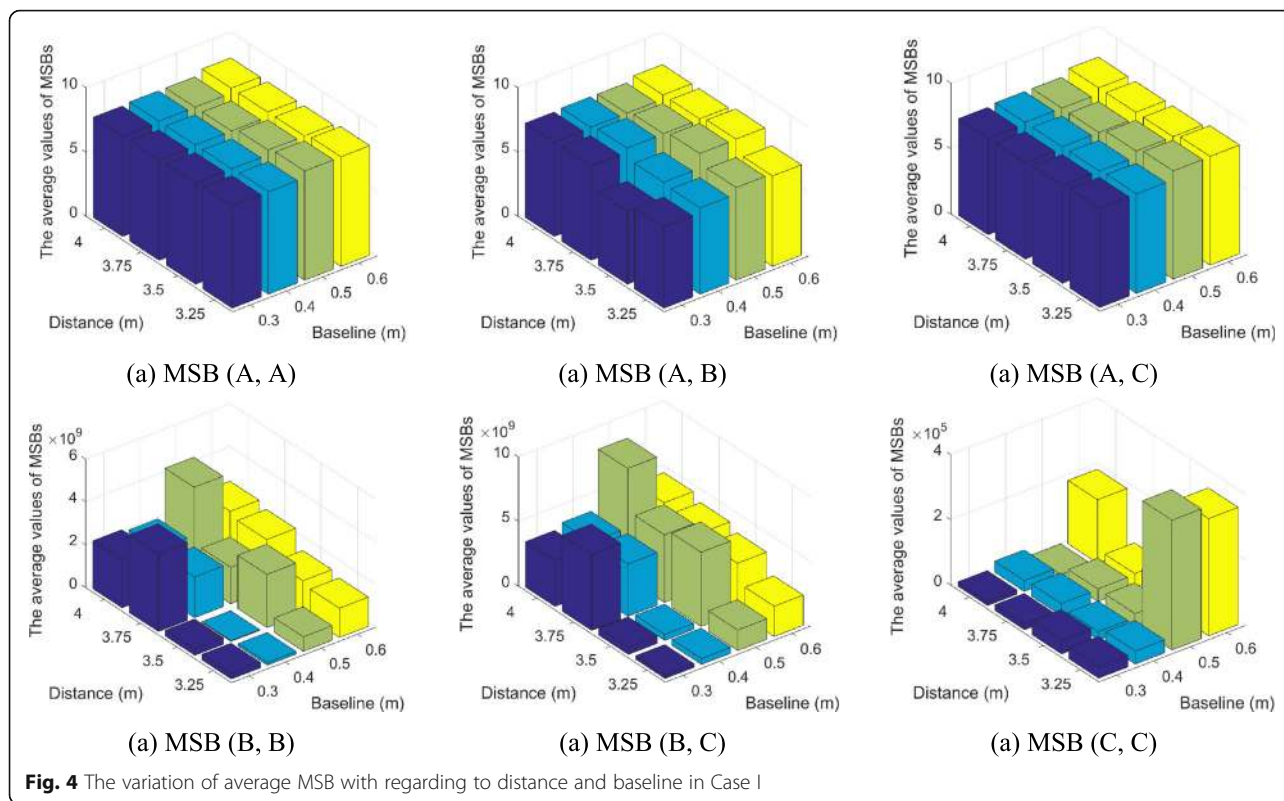 The average values of MSBs
10
5
0
4
3.75
3.5
3.25
Distance (m)
0.3
0.4
0.5
0.6
Baseline (m)
(a) MSB (A, A)
The average values of MSBs
10
5
0
4
3.75
3.5
3.25
Distance (m)
0.3
0.4
0.5
0.6
Baseline (m)
(a) MSB (A, B)
The average values of MSBs
10
5
0
4
3.75
3.5
3.25
Distance (m)
0.3
0.4
0.5
0.6
Baseline (m)
(a) MSB (A, C)
The average values of MSBs
×10⁹
6
4
2
0
4
3.75
3.5
3.25
Distance (m)
0.3
0.4
0.5
0.6
Baseline (m)
(a) MSB (B, B)
The average values of MSBs
×10⁹
10
5
0
4
3.75
3.5
3.25
Distance (m)
0.3
0.4
0.5
0.6
Baseline (m)
(a) MSB (B, C)
The average values of MSBs
×10⁵
4
2
0
4
3.75
3.5
3.25
Distance (m)
0.3
0.4
0.5
0.6
Baseline (m)
(a) MSB (C, C)
Fig. 4 The variation of average MSB with regarding to distance and baseline in Case I